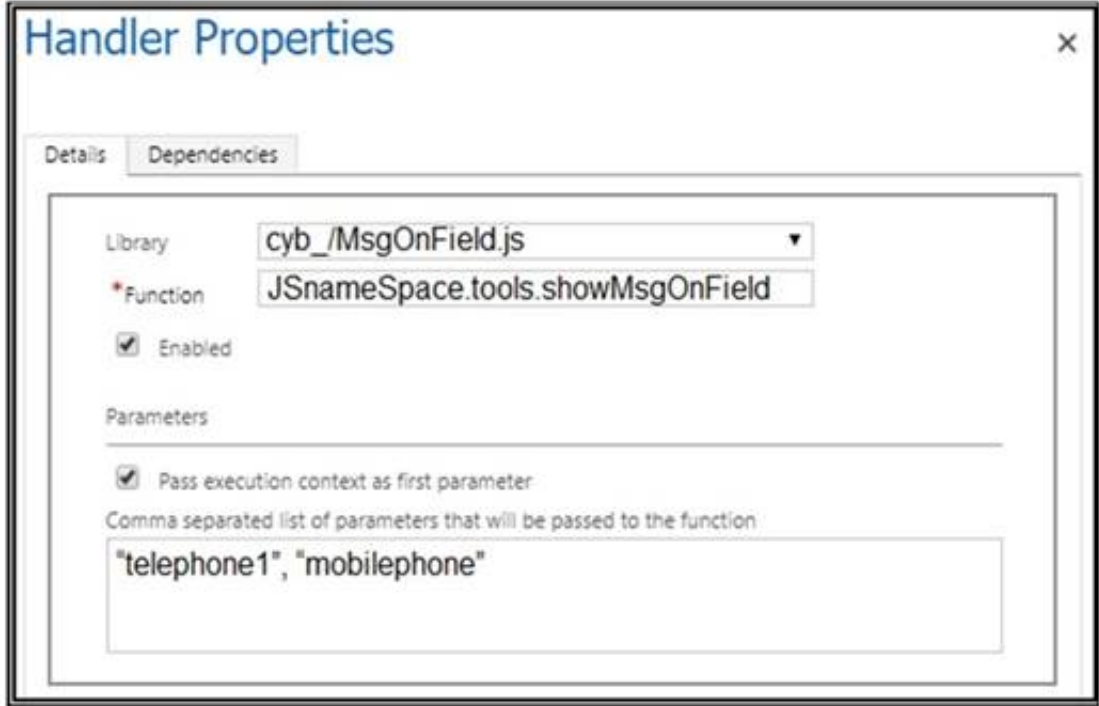 Handler Properties
×
Details Dependencies
Library cyb_/MsgOnField.js
*Function JSnameSpace.tools.showMsgOnField
Enabled
Parameters
Pass execution context as first parameter
Comma separated list of parameters that will be passed to the function
“telephone1”, “mobilephone”